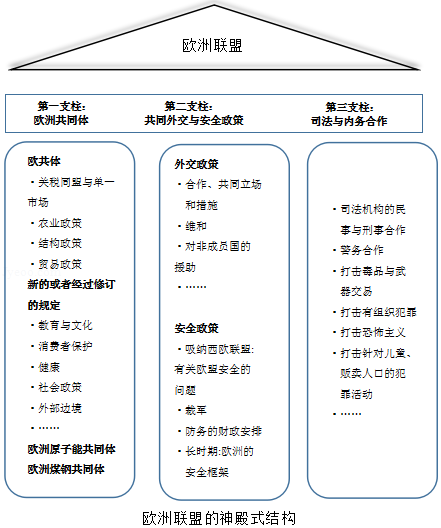 欧洲联盟
第一支柱:
欧洲共同体
第二支柱:
共同外交与安全政策
第三支柱:
司法与内务合作
欧共体
·关税同盟与单一
市场
·农业政策
·结构政策
·贸易政策
新的或者经过修订
的规定
·教育与文化
·消费者保护
·健康
·社会政策
·外部边境
·……
欧洲原子能共同体
欧洲煤钢共同体
外交政策
·合作、共同立场
和措施
·维和
·对非成员国的
援助
·……
安全政策
·吸纳西欧联盟:
有关欧盟安全的
问题
·裁军
·防务的财政安排
·长时期:欧洲的
安全框架
·司法机构的民
事与刑事合作
·警务合作
·打击毒品与武
器交易
·打击有组织犯罪
·打击恐怖主义
·打击针对儿童、
贩卖人口的犯
罪活动
·……
欧洲联盟的神殿式结构